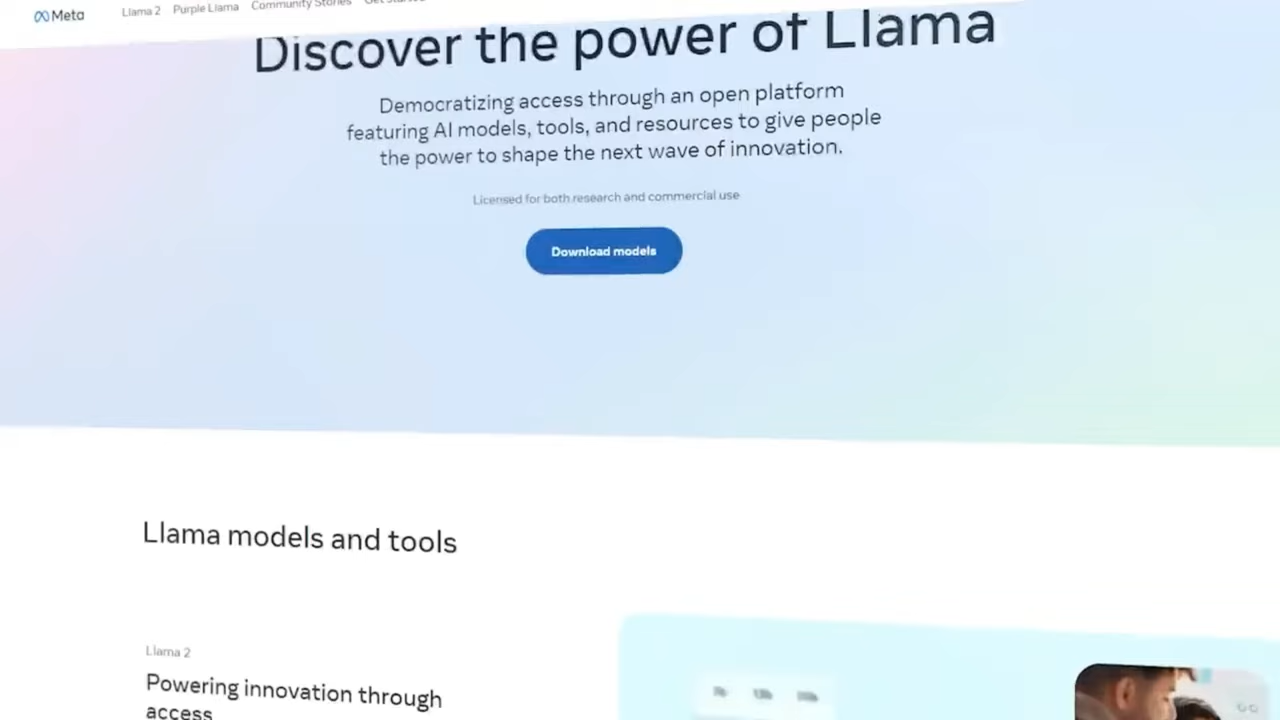 Meta
Llama 2
Purple Llama
Community Stories
Discover the power of Llama
Democratizing access through an open platform
featuring AI models, tools, and resources to give people
the power to shape the next wave of innovation.
Licensed for both research and commercial use
Download models
Llama models and tools
Llama 2
Powering innovation through
access